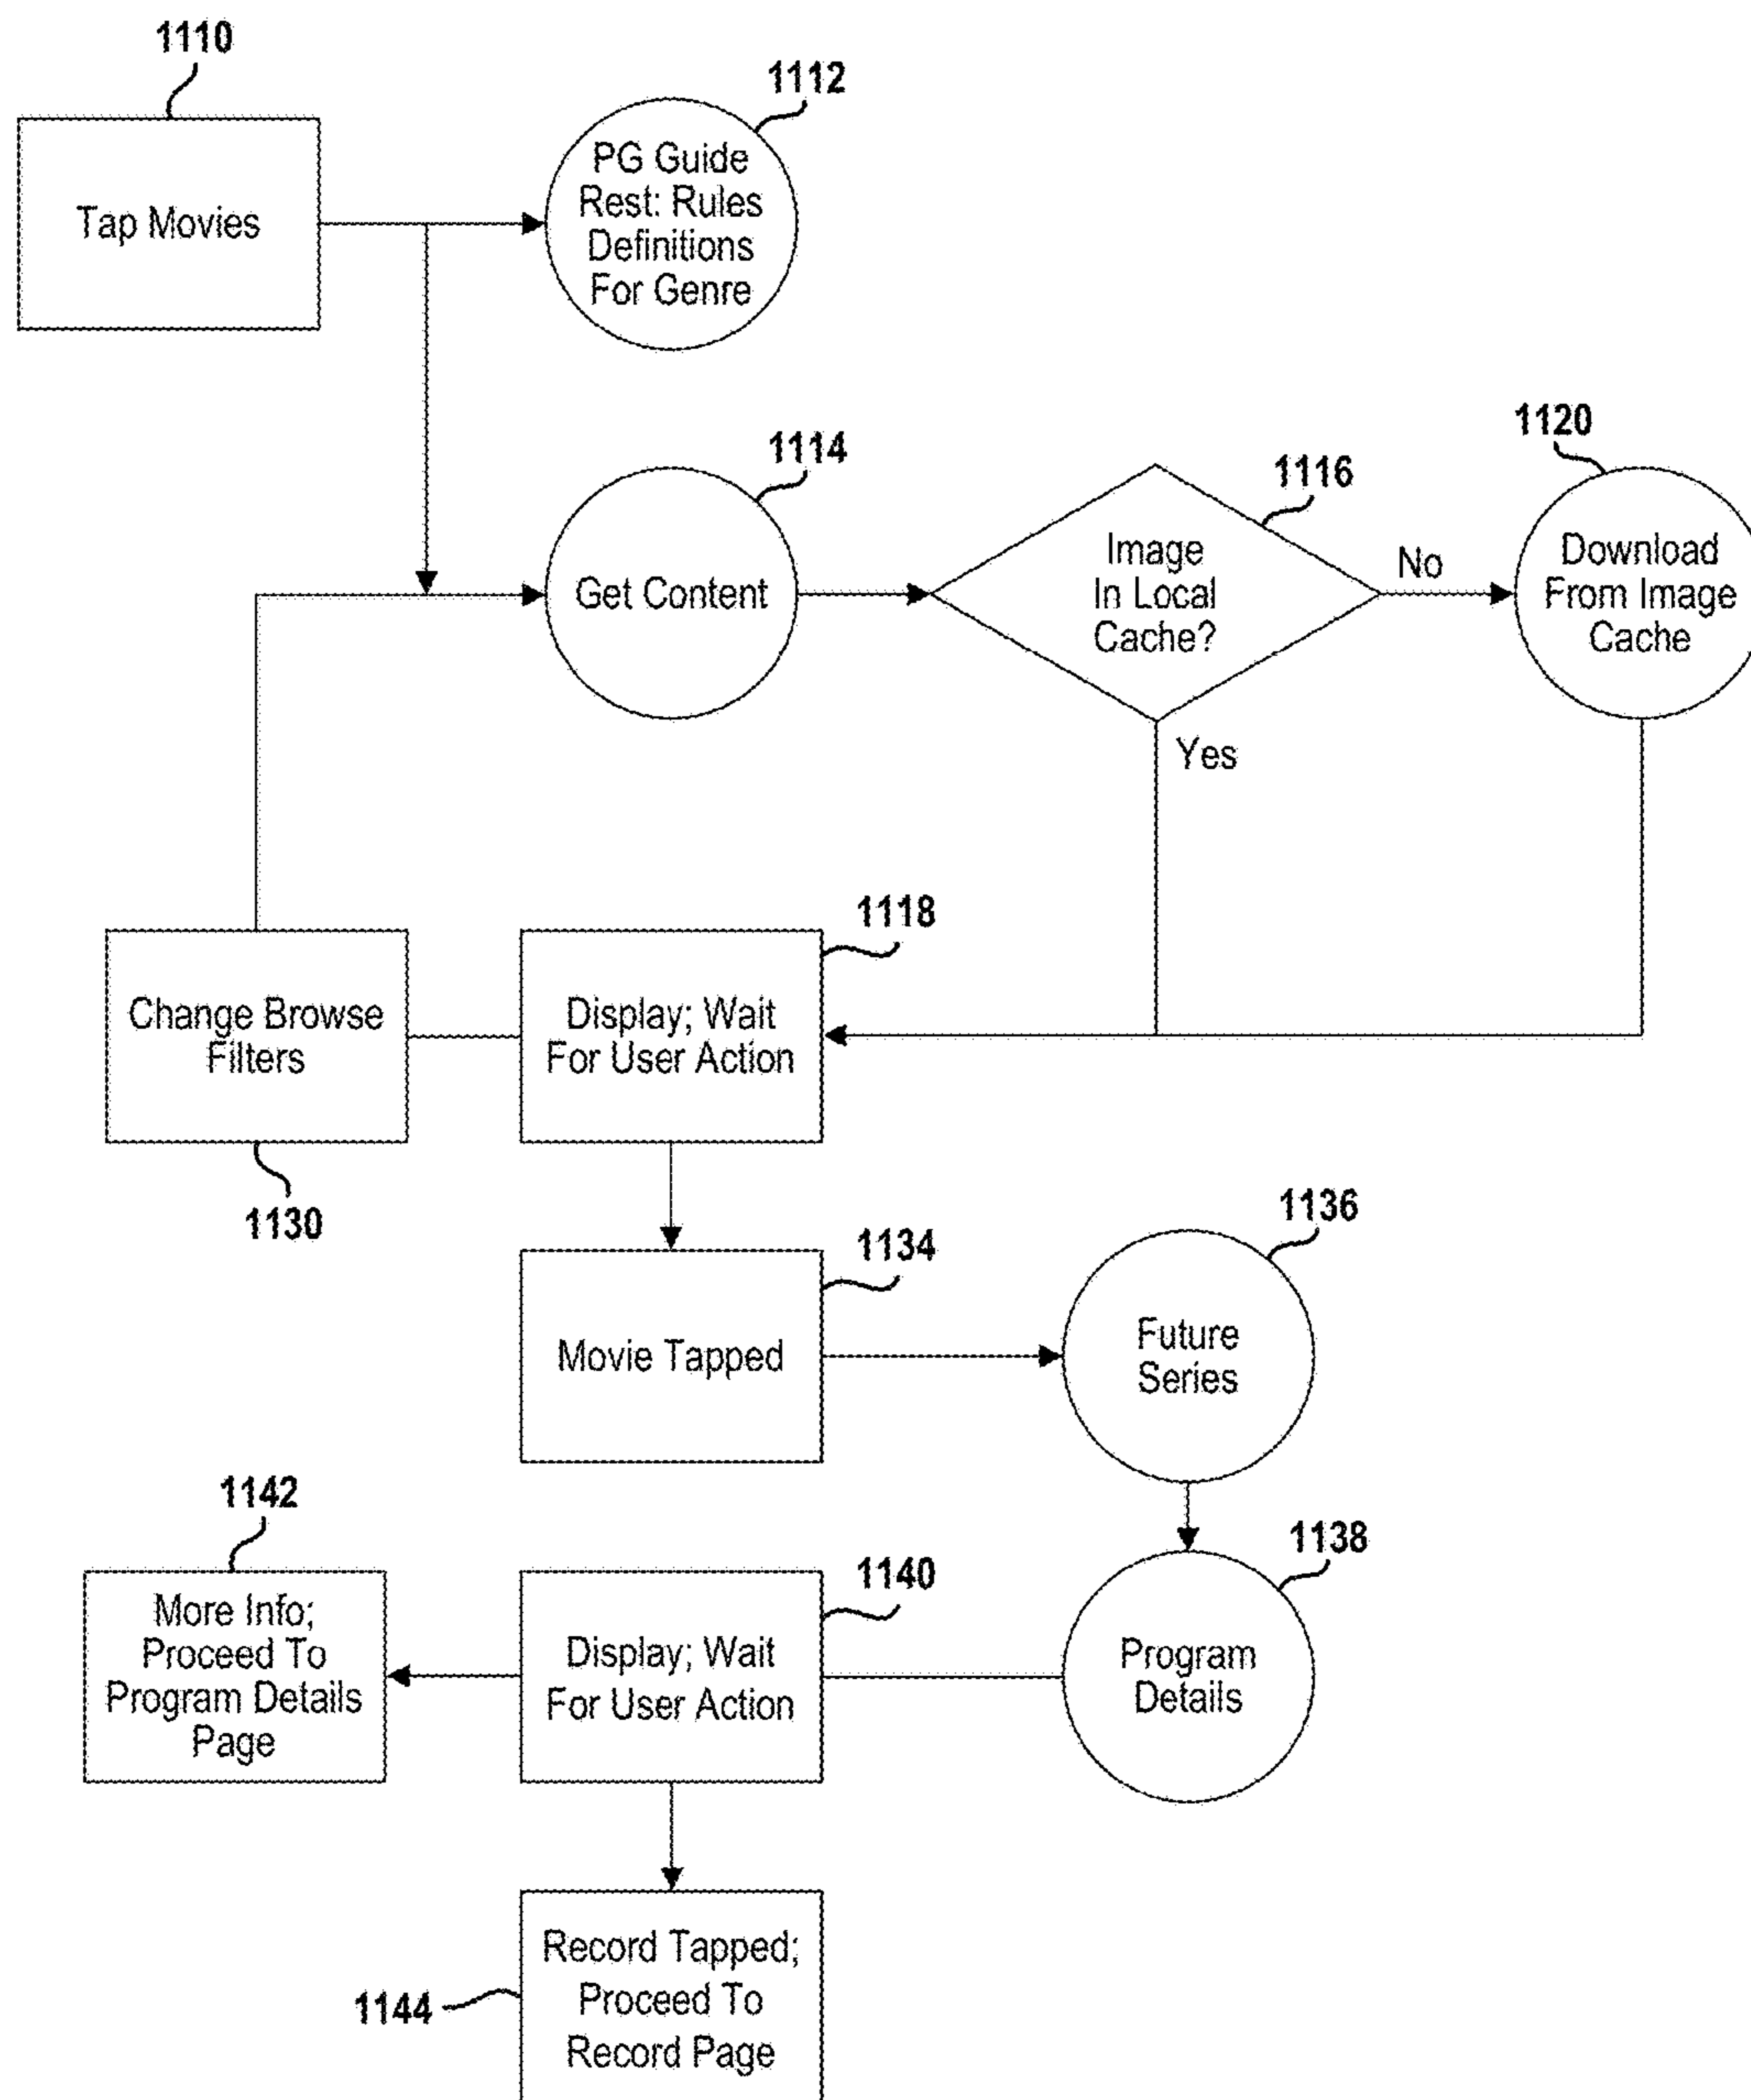 1110
1112
Tap Movies
PG Guide
Rest: Rules
Definitions
For Genre
1114
1116
1120
Get Content
Image
In Local
Cache?
No
Download
From Image
Cache
Yes
1118
Change Browse
Filters
Display; Wait
For User Action
1130
1134
1136
Movie Tapped
Future
Series
1142
1140
1138
More Info;
Proceed To
Program Details
Page
Display; Wait
For User Action
Program
Details
Record Tapped;
Proceed To
Record Page
1144